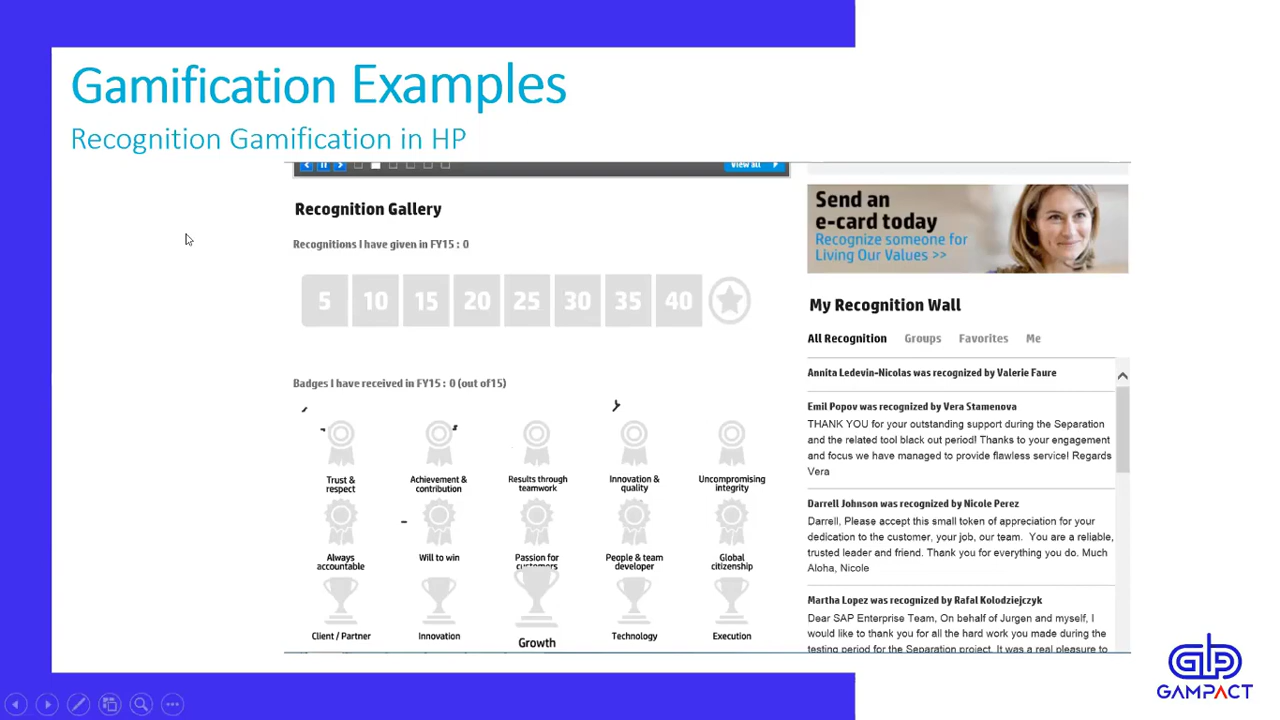 Gamification Examples
Recognition Gamification in HP
View all
Recognition Gallery
Recognitions I have given in FY15 : 0
5 10 15 20 25 30 35 40
Badges I have received in FY15 : 0 (out of 15)
Trust &
respect
Achievement &
contribution
Results through
teamwork
Innovation &
quality
Uncompromising
integrity
Always
accountable
Will to win
Passion for
customers
People & team
developer
Global
citizenship
Client / Partner
Innovation
Growth
Technology
Execution
Send an
e-card today
Recognize someone for
Living Our Values >>
My Recognition Wall
All Recognition Groups Favorites Me
Annita Ledevin-Nicolas was recognized by Valerie Faure
Emil Popov was recognized by Vera Stamenova
THANK YOU for your outstanding support during the Separation
and the related tool black out period! Thanks to your engagement
and focus we have managed to provide flawless service! Regards
Vera
Darrell Johnson was recognized by Nicole Perez
Darrell, Please accept this small token of appreciation for your
dedication to the customer, your job, our team. You are a reliable,
trusted leader and friend. Thank you for everything you do. Much
Aloha, Nicole
Martha Lopez was recognized by Rafal Kolodziejczyk
Dear SAP Enterprise Team, On behalf of Jurgen and myself, I
would like to thank you for all the hard work you made during the
testing period for the Separation project. It was a real pleasure to
GAMPACT